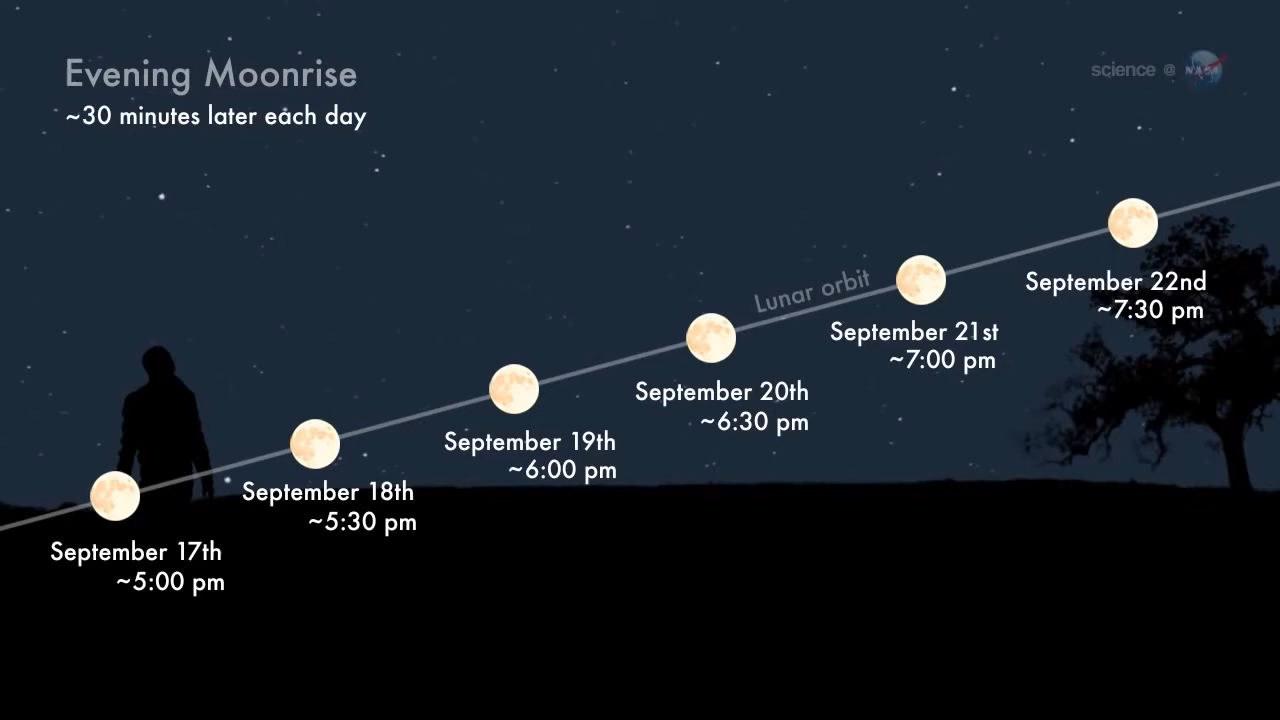 Evening Moonrise
~30 minutes later each day
science @ NASA
Lunar orbit
September 22nd
~7:30 pm
September 21st
~7:00 pm
September 20th
~6:30 pm
September 19th
~6:00 pm
September 18th
~5:30 pm
September 17th
~5:00 pm